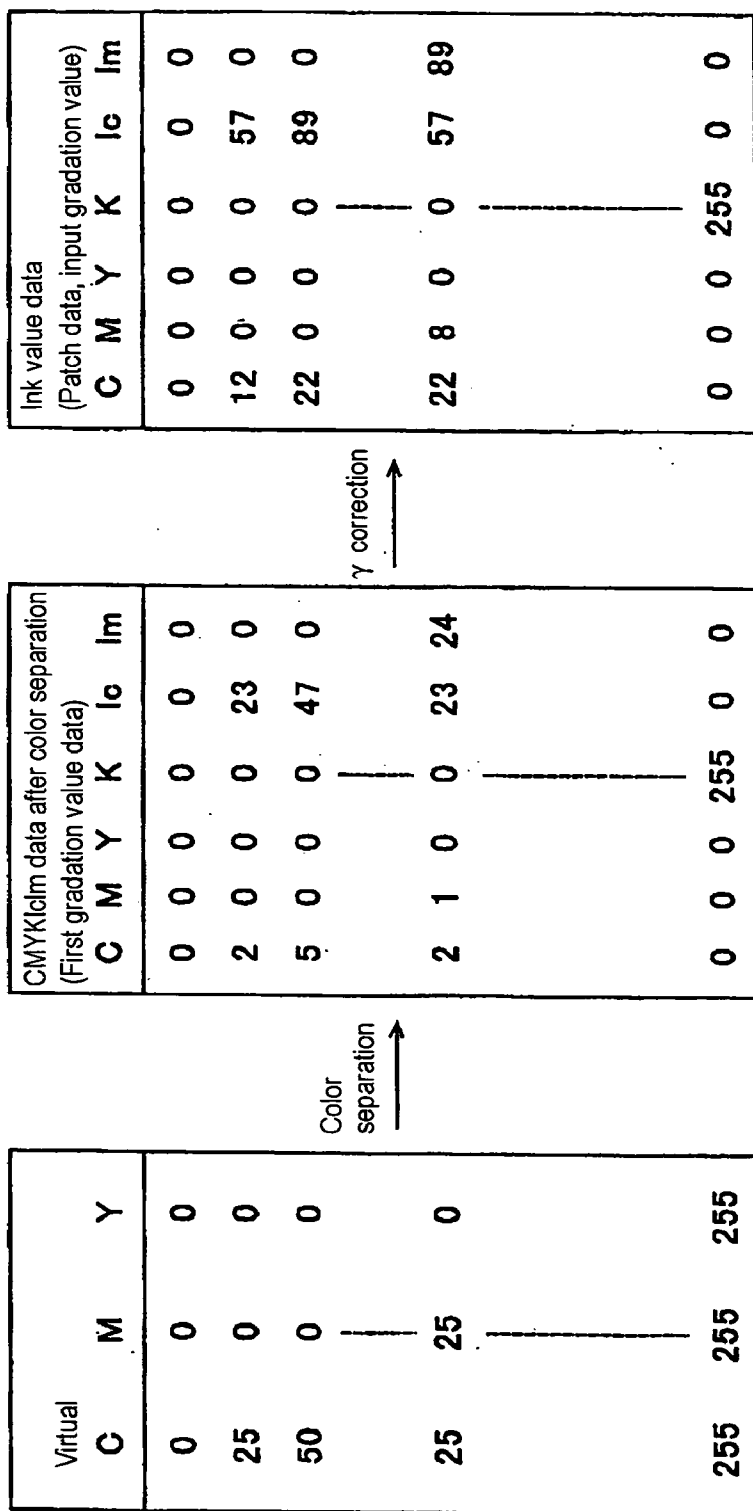 Virtual
C M Y
0 0 0
25 0 0
50 0 0
25 25 0
255 255 255
Color
separation
CMYKlclm data after color separation
(First gradation value data)
C M Y K lc lm
0 0 0 0 0 0
2 0 0 0 23 0
5 0 0 0 47 0
2 1 0 0 23 24
0 0 0 255 0 0
γ correction
Ink value data
(Patch data, input gradation value)
C M Y K lc lm
0 0 0 0 0 0
12 0 0 0 57 0
22 0 0 0 89 0
22 8 0 0 57 89
0 0 0 255 0 0